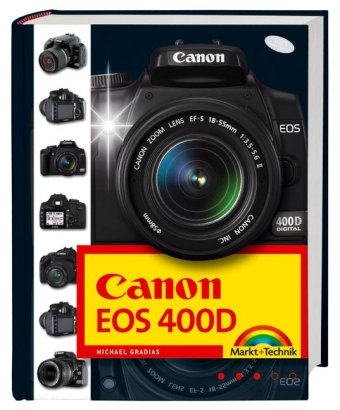 Canon
EOS
CANON ZOOM LENS EF-S 18-55mm 1:3.5-5.6 II
ø58mm
CANON INC.
400D
DIGITAL
Canon
EOS 400D
MICHAEL GRADIAS
Markt+Technik